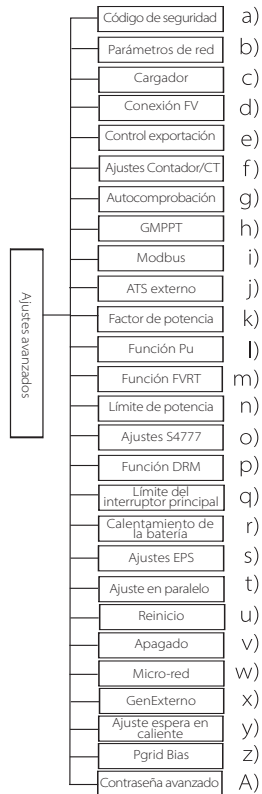 Código de seguridad a)
Parámetros de red b)
Cargador c)
Conexión FV d)
Control exportación e)
Ajustes Contador/CT f)
Autocomprobación g)
GMPPT h)
Modbus i)
ATS externo j)
Factor de potencia k)
Función Pu l)
Función FVRT m)
Límite de potencia n)
Ajustes S4777 o)
Función DRM p)
Límite del
interruptor principal q)
Calentamiento de
la batería r)
Ajustes EPS s)
Ajuste en paralelo t)
Reinicio u)
Apagado v)
Micro-red w)
GenExterno x)
Ajuste espera en
caliente y)
Pgrid Bias z)
Contraseña avanzado A)
Ajustes avanzados